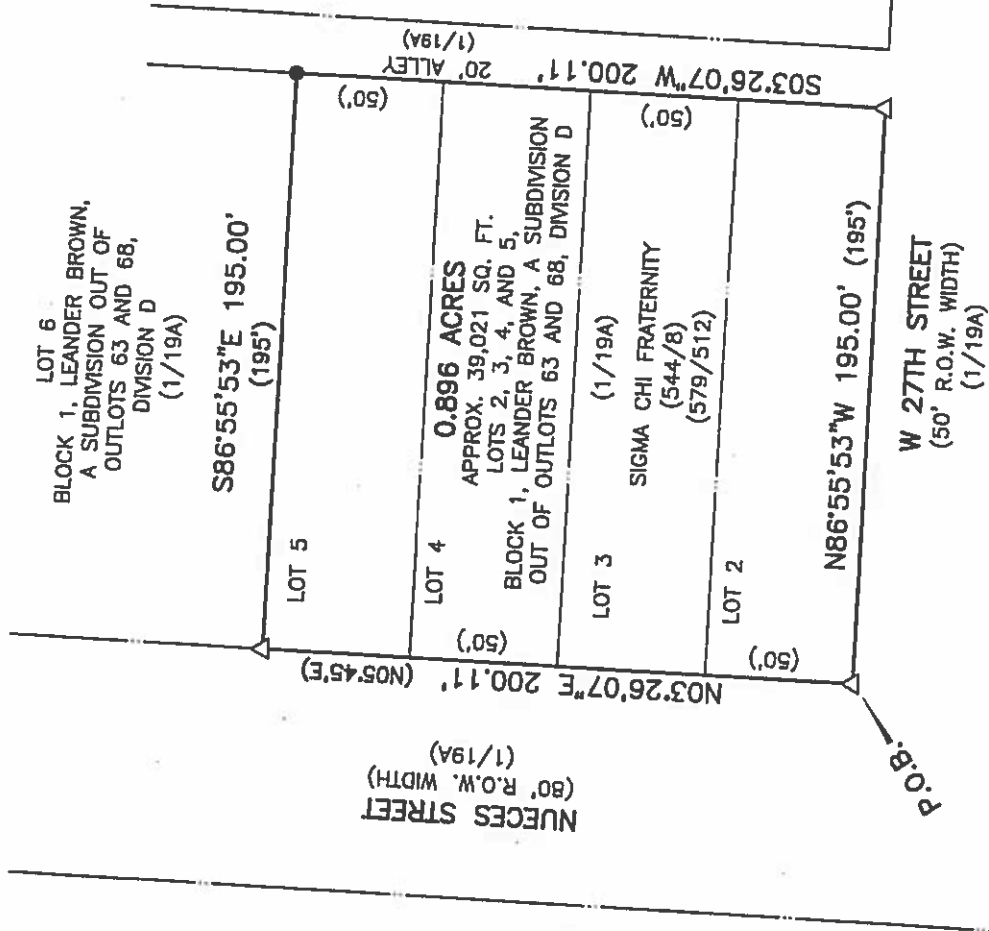 LOT 6
BLOCK 1, LEANDER BROWN,
A SUBDIVISION OUT OF
OUTLOTS 63 AND 68,
DIVISION D
(1/19A)
S86°55'53"E 195.00'
(195')
20' ALLEY
(1/19A)
S03°26'07"W 200.11'
(50')
(50')
LOT 5
LOT 4
0.896 ACRES
APPROX. 39,021 SQ. FT.
LOTS 2, 3, 4, AND 5,
BLOCK 1, LEANDER BROWN, A SUBDIVISION
OUT OF OUTLOTS 63 AND 68, DIVISION D
(1/19A)
LOT 3
SIGMA CHI FRATERNITY
(544/8)
(579/512)
LOT 2
(50')
(50')
N03°26'07"E 200.11' (N05°45'E)
N86°55'53"W 195.00' (195')
W 27TH STREET
(50' R.O.W. WIDTH)
(1/19A)
NUECES STREET
(80' R.O.W. WIDTH)
(1/19A)
P.O.B.